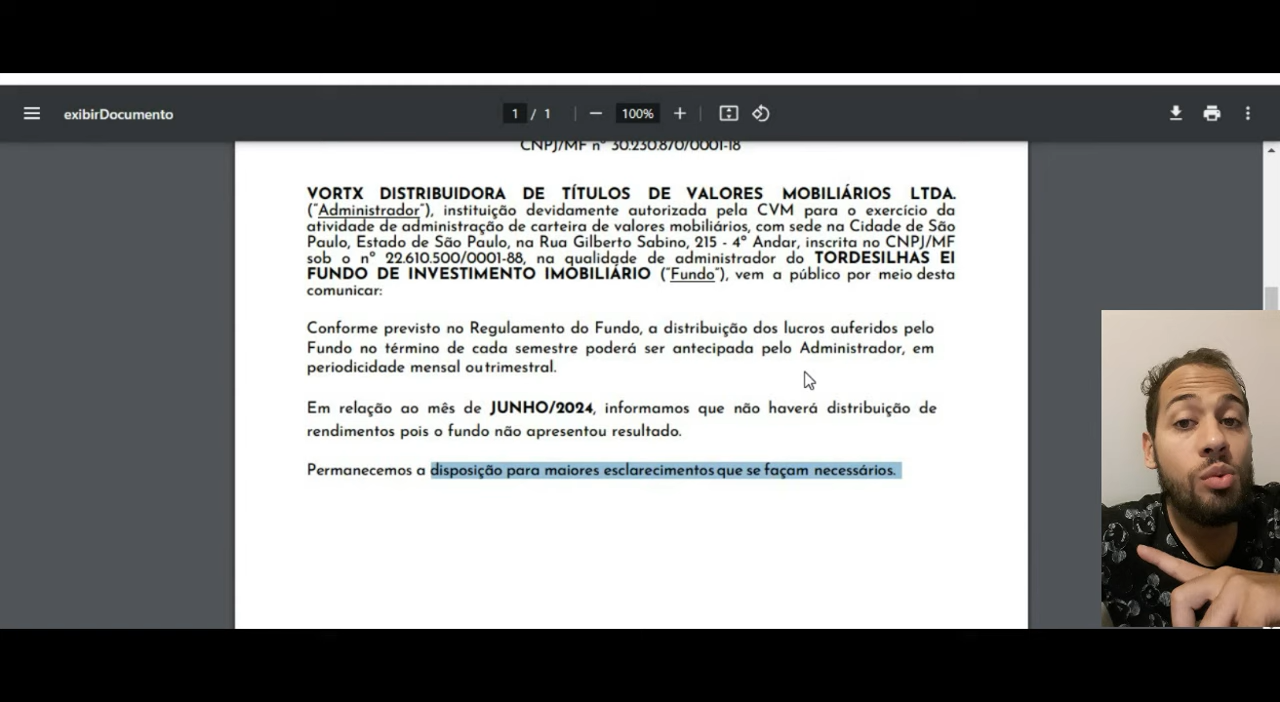 exibirDocumento
1 / 1
100%
CNPJ/MF nº 30.230.870/0001-18
VORTX DISTRIBUIDORA DE TÍTULOS DE VALORES MOBILIÁRIOS LTDA.
("Administrador"), instituição devidamente autorizada pela CVM para o exercício da
atividade de administração de carteira de valores mobiliários, com sede na Cidade de São
Paulo, Estado de São Paulo, na Rua Gilberto Sabino, 215 - 4º Andar, inscrita no CNPJ/MF
sob o nº 22.610.500/0001-88, na qualidade de administrador do TORDESILHAS EI
FUNDO DE INVESTIMENTO IMOBILIÁRIO ("Fundo"), vem a público por meio desta
comunicar:
Conforme previsto no Regulamento do Fundo, a distribuição dos lucros auferidos pelo
Fundo no término de cada semestre poderá ser antecipada pelo Administrador, em
periodicidade mensal ou trimestral.
Em relação ao mês de JUNHO/2024, informamos que não haverá distribuição de
rendimentos pois o fundo não apresentou resultado.
Permanecemos a disposição para maiores esclarecimentos que se façam necessários.